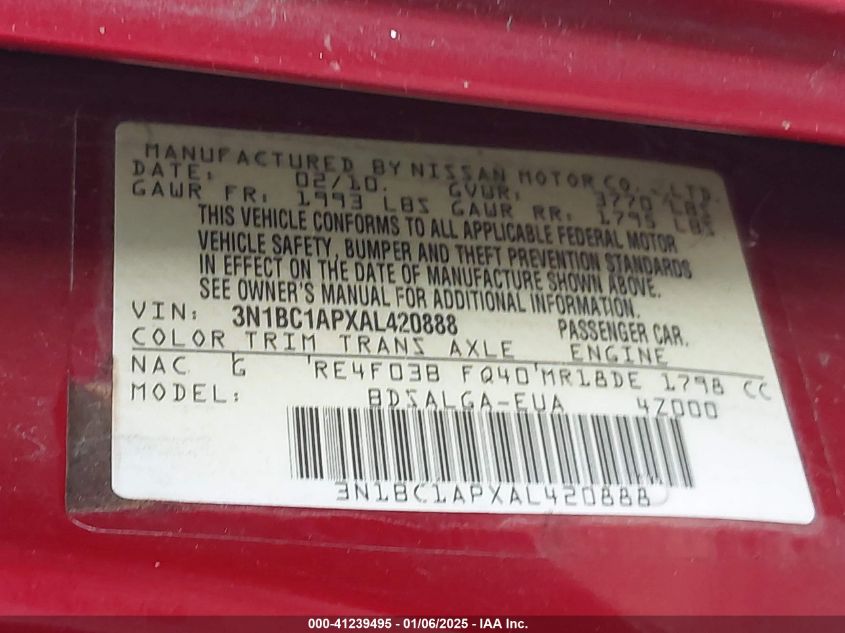 MANUFACTURED BY NISSAN MOTOR CO., LTD.
DATE: 02/10. GVWR: 3770 LBS
GAWR FR: 1993 LBS GAWR RR: 1795 LBS
THIS VEHICLE CONFORMS TO ALL APPLICABLE FEDERAL MOTOR
VEHICLE SAFETY, BUMPER AND THEFT PREVENTION STANDARDS
IN EFFECT ON THE DATE OF MANUFACTURE SHOWN ABOVE.
SEE OWNER'S MANUAL FOR ADDITIONAL INFORMATION.
VIN: 3N1BC1APXAL420888 PASSENGER CAR.
COLOR TRIM TRANS AXLE ENGINE
NAC G RE4F03B FQ40 MR18DE 1798 CC
MODEL: BDSALGA-EUA 4Z000
3N1BC1APXAL420888
000-41239495 - 01/06/2025 - IAA Inc.